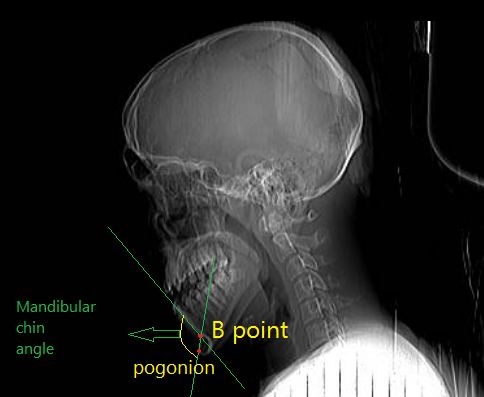 Mandibular
chin
angle
B point
pogonion